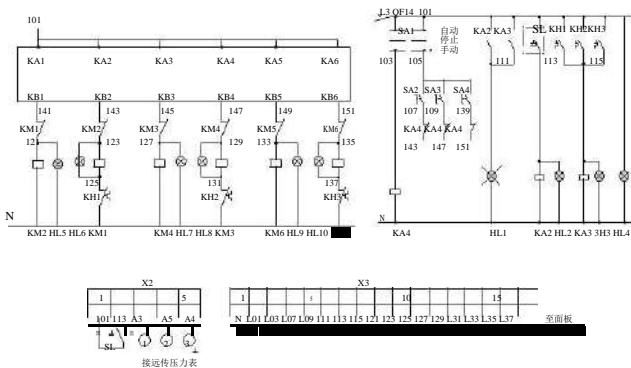 101
KA1 KA2 KA3 KA4 KA5 KA6
KB1 KB2 KB3 KB4 KB5 KB6
141 143 145 147 149 151
KM1 KM2 KM3 KM4 KM5 KM6
121 123 127 129 133 135
125 131 137
KH1 KH2 KH3
N
KM2 HL5 HL6 KM1 KM4 HL7 HL8 KM3 KM6 HL9 HL10
L3 QF14 101
SA1 自动 KA2 KA3 SL KH1 KH2 KH3
停止
手动
103 105 111 113 115
SA2 SA3 SA4
107 109 139
KA4 KA4 KA4
143 147 151
N
KA4 HL1 KA2 HL2 KA3 3H3 HL4
X2 X3
1 5 1 5 10 15
101 113 A3 A5 A4 N L01 L03 L07 L09 111 113 115 121 123 125 127 129 L31 L33 L35 L37 至面板
SL 1 2 3
接远传压力表